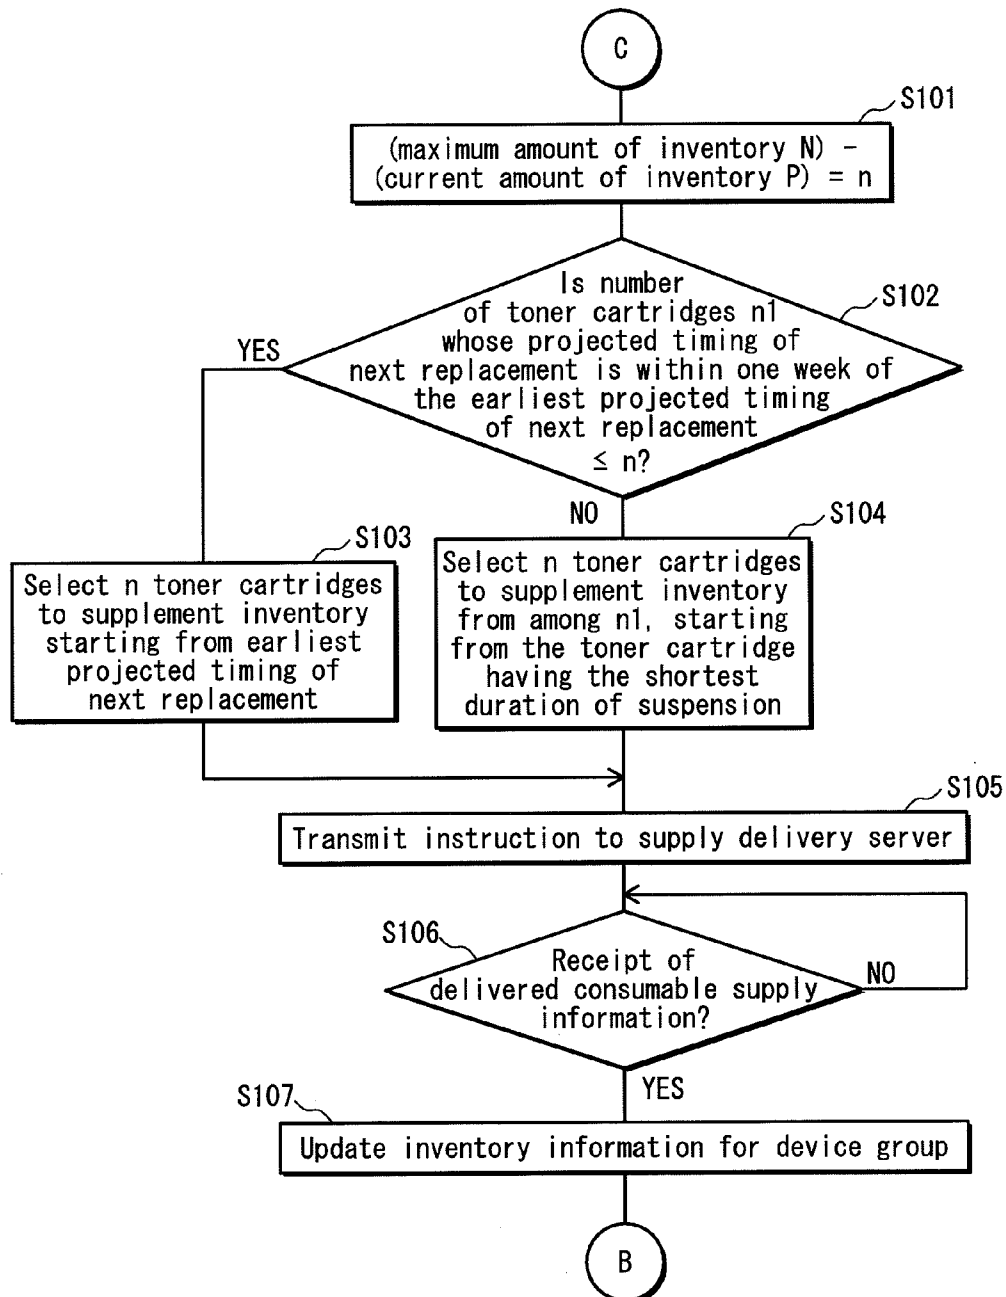 C
S101
(maximum amount of inventory N) –
(current amount of inventory P) = n
S102
Is number
of toner cartridges n1
whose projected timing of
next replacement is within one week of
the earliest projected timing
of next replacement
≤ n?
YES
NO
S103
Select n toner cartridges
to supplement inventory
starting from earliest
projected timing of
next replacement
S104
Select n toner cartridges
to supplement inventory
from among n1, starting
from the toner cartridge
having the shortest
duration of suspension
S105
Transmit instruction to supply delivery server
S106
Receipt of
delivered consumable supply
information?
NO
YES
S107
Update inventory information for device group
B